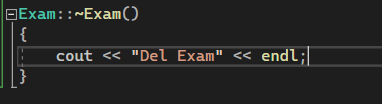 Exam::~Exam()
{
    cout << "Del Exam" << endl;
}